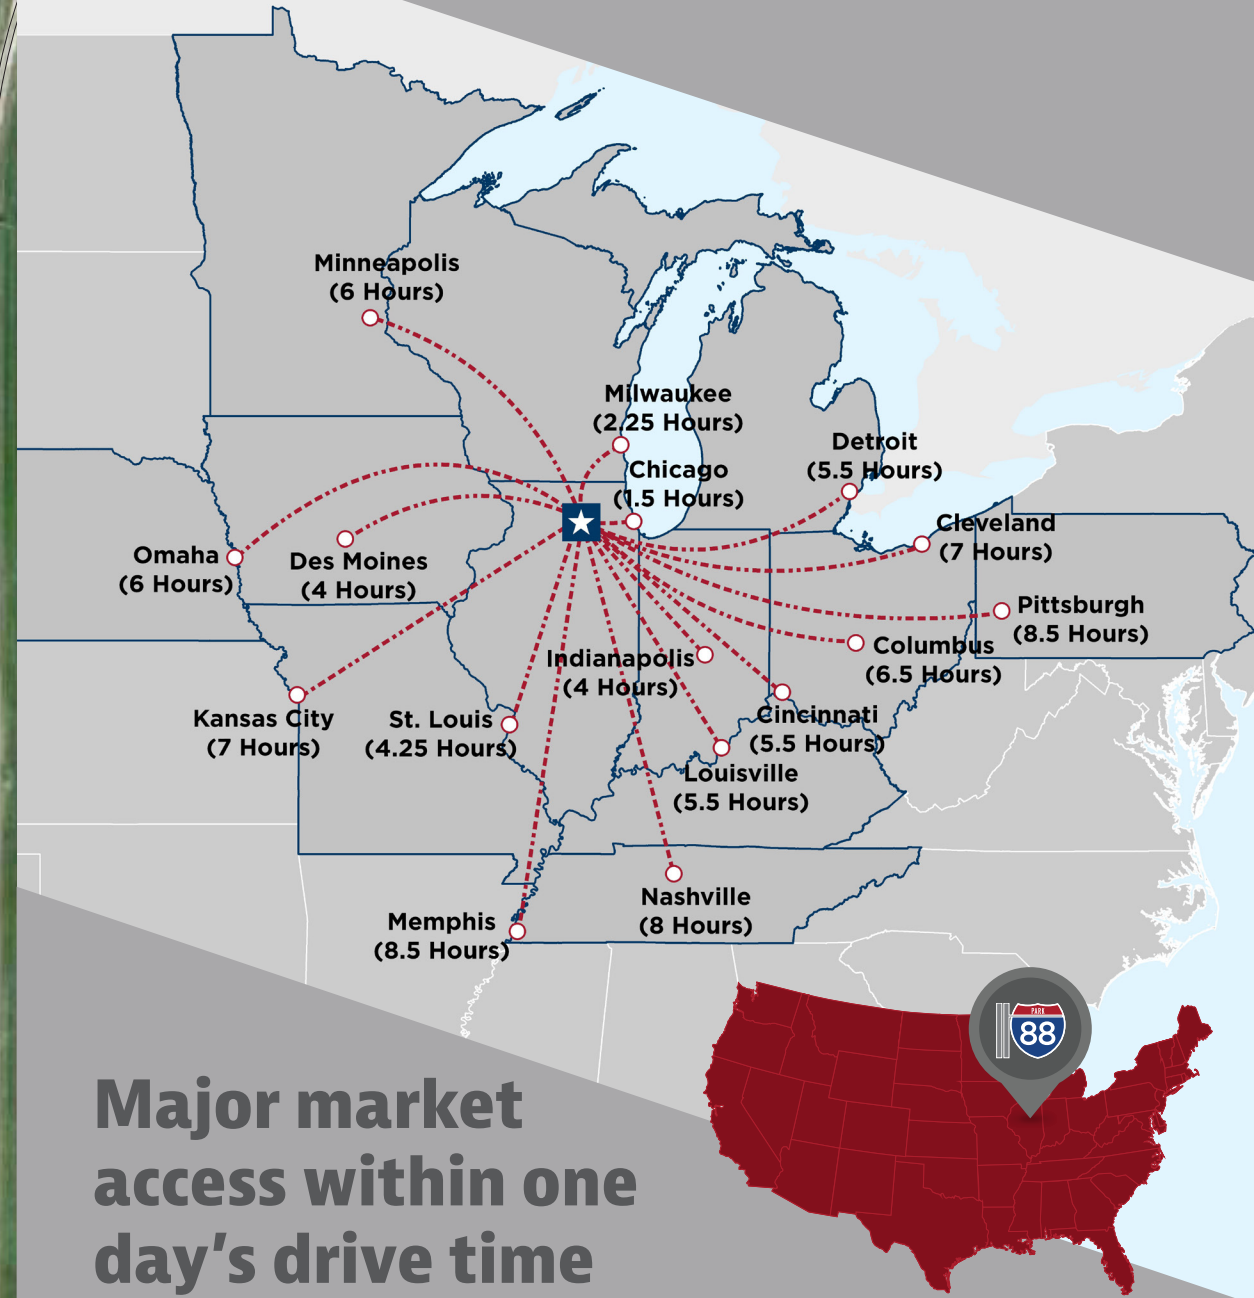 Minneapolis
(6 Hours)
Milwaukee
(2.25 Hours)
Detroit
(5.5 Hours)
Chicago
(1.5 Hours)
Cleveland
(7 Hours)
Omaha
(6 Hours)
Des Moines
(4 Hours)
Pittsburgh
(8.5 Hours)
Columbus
(6.5 Hours)
Indianapolis
(4 Hours)
Kansas City
(7 Hours)
St. Louis
(4.25 Hours)
Cincinnati
(5.5 Hours)
Louisville
(5.5 Hours)
Nashville
(8 Hours)
Memphis
(8.5 Hours)
PARK
88
Major market
access within one
day’s drive time